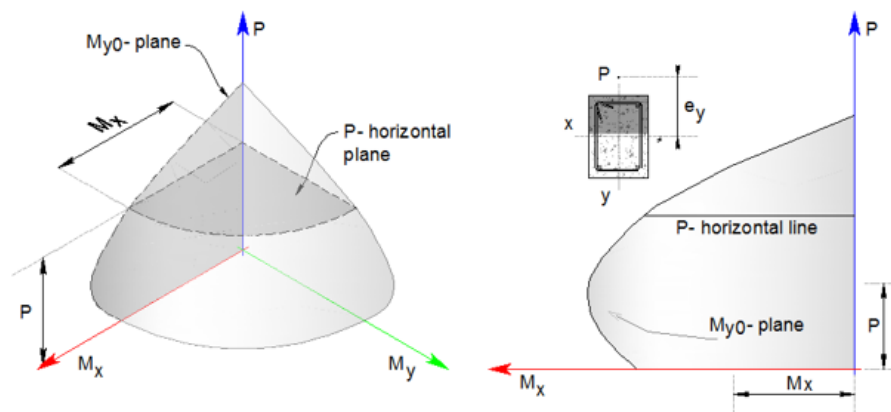 P
My0- plane
Mx
P- horizontal
plane
P
Mx
My
P
P
ey
x
y
P- horizontal line
My0- plane
P
Mx
Mx